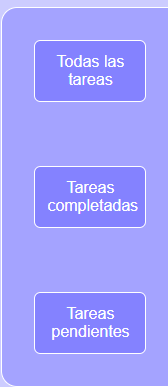 Todas las
tareas
Tareas
completadas
Tareas
pendientes